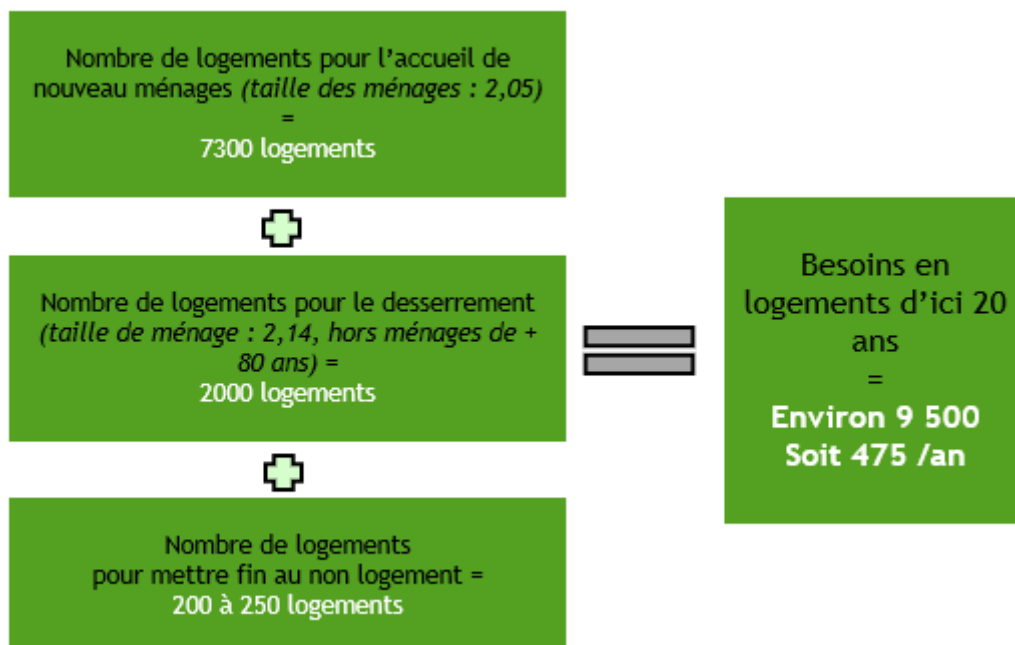 Nombre de logements pour l'accueil de
nouveau ménages (taille des ménages : 2,05)
=
7300 logements
Nombre de logements pour le desserrement
(taille de ménage : 2,14, hors ménages de +
80 ans) =
2000 logements
Nombre de logements
pour mettre fin au non logement =
200 à 250 logements
Besoins en
logements d'ici 20
ans
=
Environ 9 500
Soit 475 /an